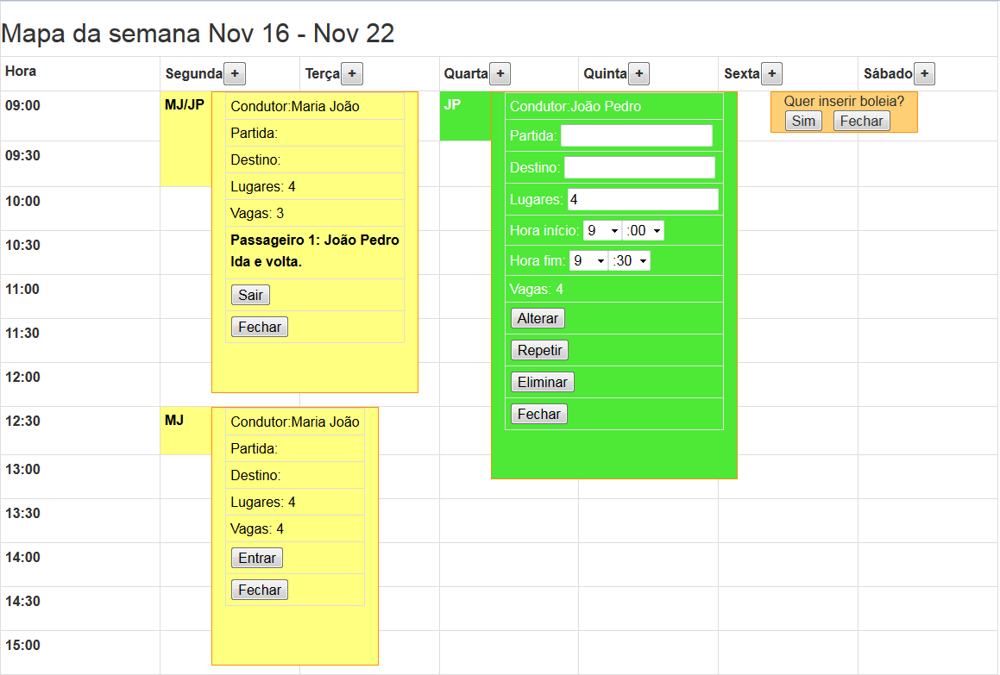 Mapa da semana Nov 16 - Nov 22
Hora Segunda + Terça + Quarta + Quinta + Sexta + Sábado +
09:00
09:30
10:00
10:30
11:00
11:30
12:00
12:30
13:00
13:30
14:00
14:30
15:00
MJ/JP
Condutor:Maria João
Partida:
Destino:
Lugares: 4
Vagas: 3
Passageiro 1: João Pedro
Ida e volta.
Sair
Fechar
MJ
Condutor:Maria João
Partida:
Destino:
Lugares: 4
Vagas: 4
Entrar
Fechar
JP
Condutor:João Pedro
Partida:
Destino:
Lugares: 4
Hora início: 9 :00
Hora fim: 9 :30
Vagas: 4
Alterar
Repetir
Eliminar
Fechar
Quer inserir boleia?
Sim Fechar